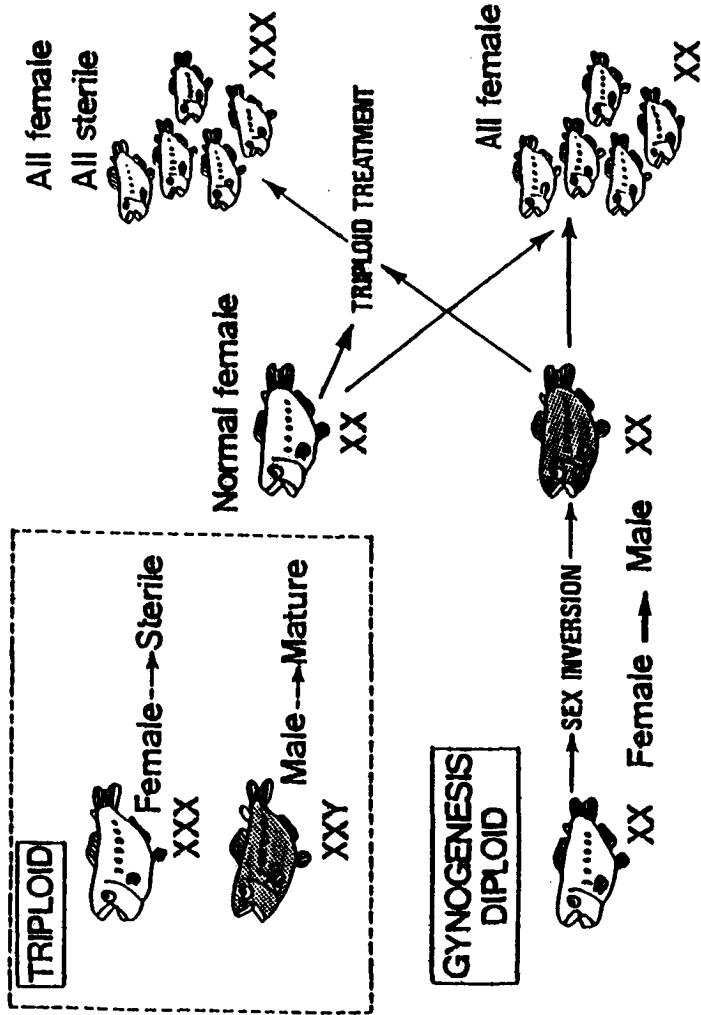 TRIPLOID
XXX
Female→Sterile
XXY
Male→Mature
Normal female
XX
TRIPLOID TREATMENT
All female
All sterile
XXX
GYNOGENESIS
DIPLOID
XX
SEX INVERSION
Female → Male
XX
All female
XX